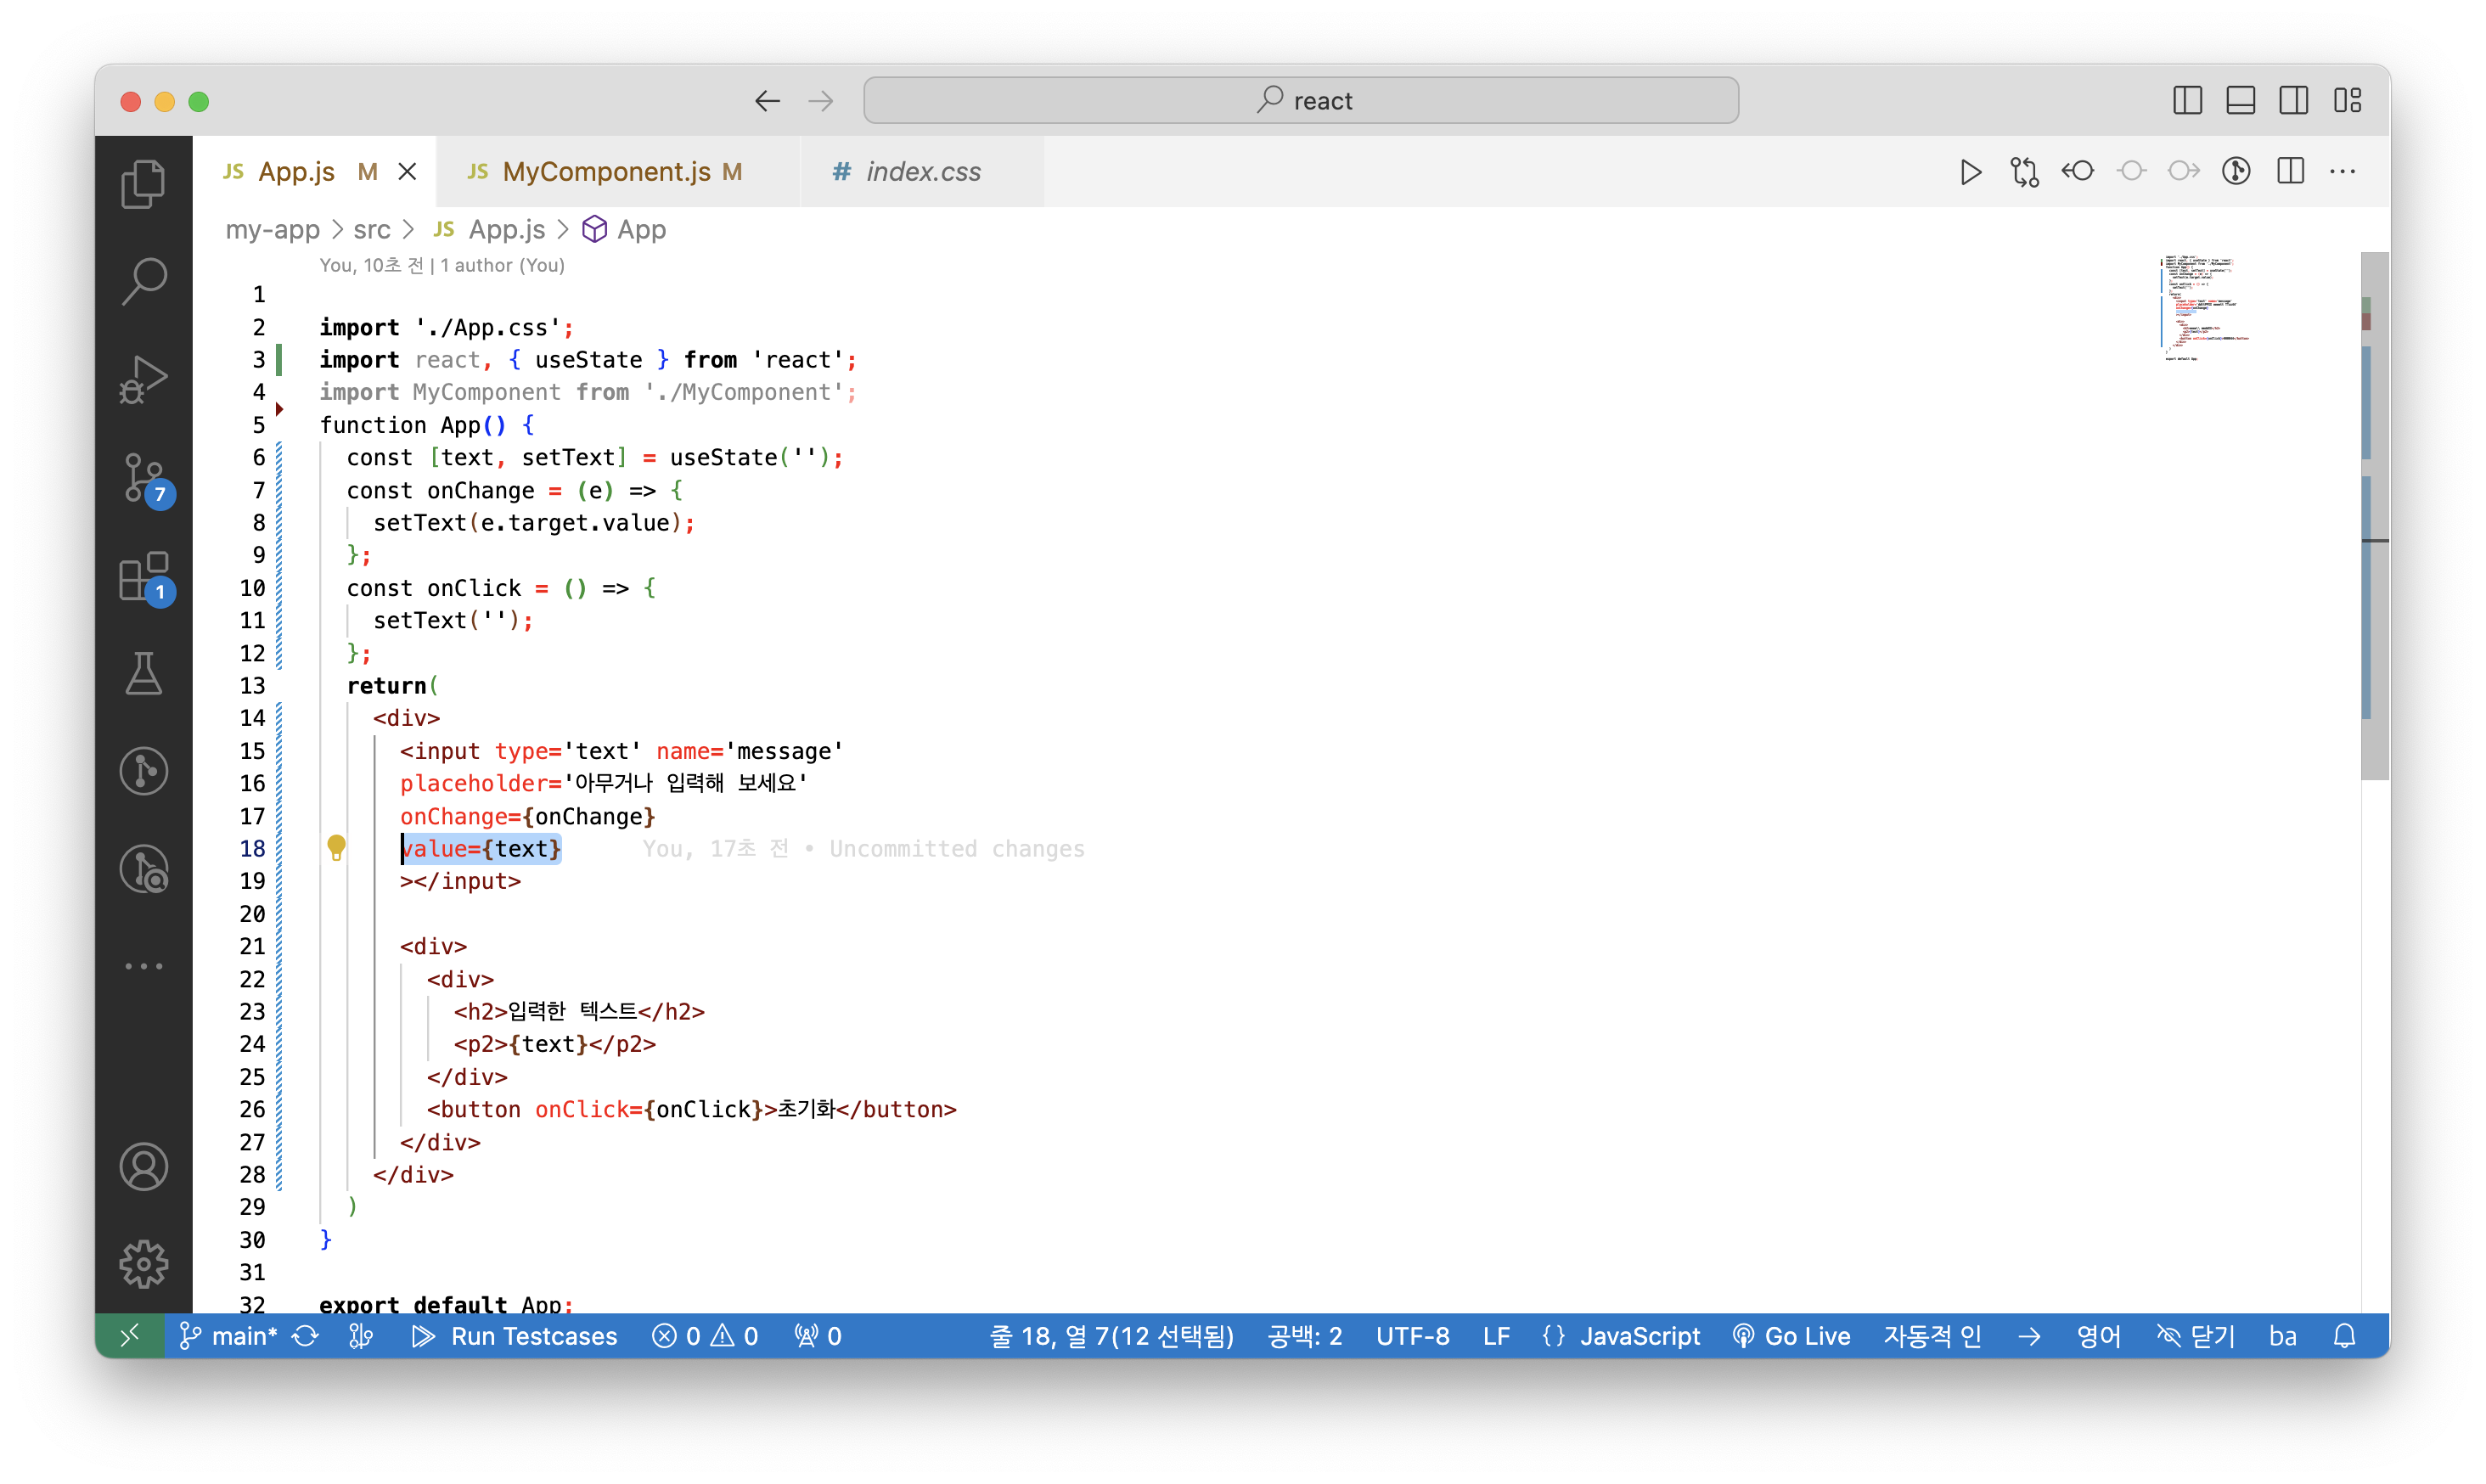 react
JS App.js M
JS MyComponent.js M
# index.css
my-app > src > JS App.js > App
You, 10초 전 | 1 author (You)
1
2 import './App.css';
3 import react, { useState } from 'react';
4 import MyComponent from './MyComponent';
5 function App() {
6 const [text, setText] = useState('');
7 const onChange = (e) => {
8 setText(e.target.value);
9 };
10 const onClick = () => {
11 setText('');
12 };
13 return(
14 <div>
15 <input type='text' name='message'
16 placeholder='아무거나 입력해 보세요'
17 onChange={onChange}
18 value={text} You, 17초 전 • Uncommitted changes
19 ></input>
20
21 <div>
22 <div>
23 <h2>입력한 텍스트</h2>
24 <p2>{text}</p2>
25 </div>
26 <button onClick={onClick}>초기화</button>
27 </div>
28 </div>
29 )
30 }
31
32 export default App;
7
1
main* Run Testcases 0 0 0 줄 18, 열 7(12 선택됨) 공백: 2 UTF-8 LF {} JavaScript Go Live 자동적 인 → 영어 닫기 ba